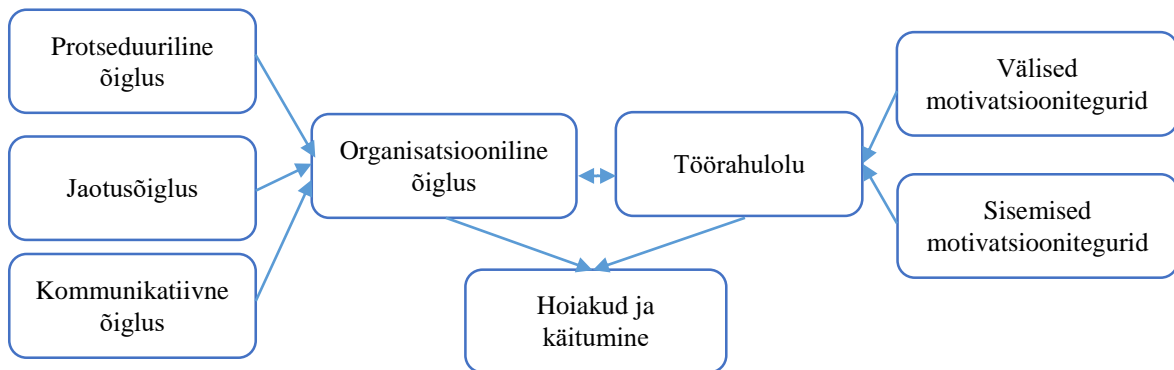 Protseduuriline
õiglus
Jaotusõiglus
Kommunikatiivne
õiglus
Organisatsiooniline
õiglus
Töörahulolu
Hoiakud ja
käitumine
Välised
motivatsioonitegurid
Sisemised
motivatsioonitegurid